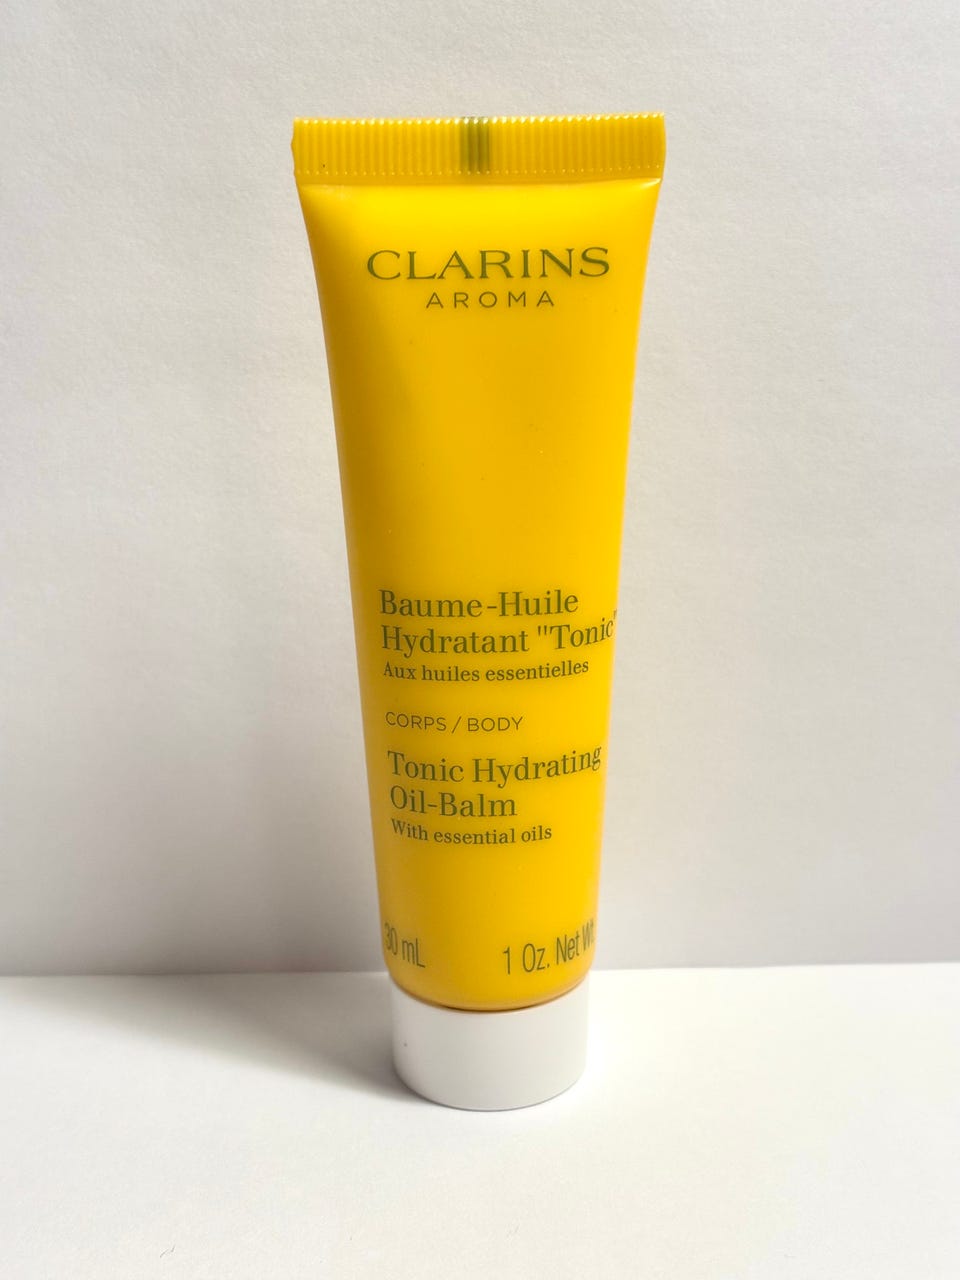 CLARINS
AROMA
Baume-Huile
Hydratant "Tonic"
Aux huiles essentielles
CORPS / BODY
Tonic Hydrating
Oil-Balm
With essential oils
30 mL 1 Oz. Net Wt.